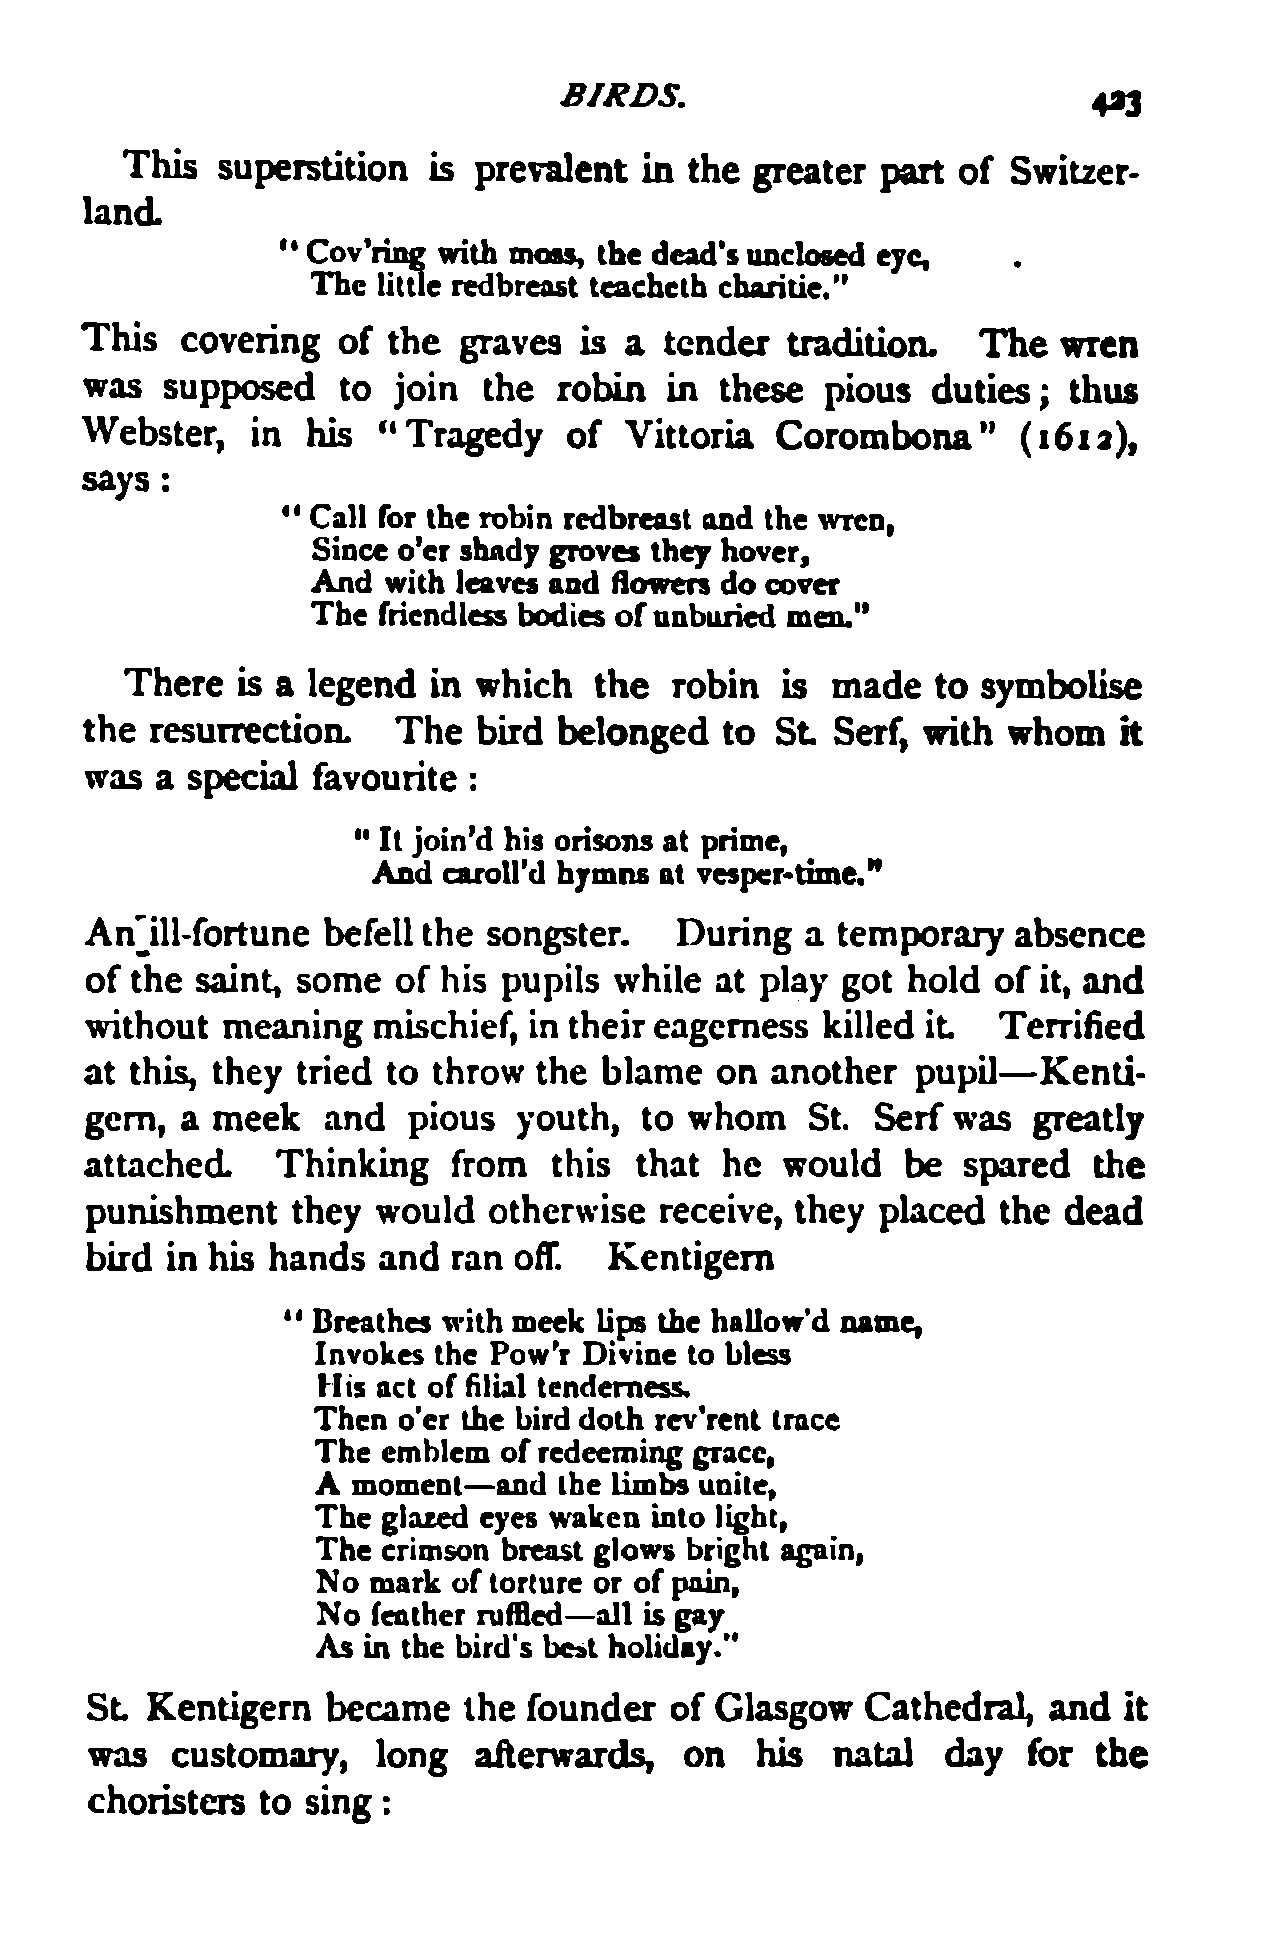 BIRDS. 423
This superstition is prevalent in the greater part of Switzer-
land.
" Cov'ring with moss, the dead's unclosed eye,
The little redbreast teacheth charitie."
This covering of the graves is a tender tradition. The wren
was supposed to join the robin in these pious duties; thus
Webster, in his "Tragedy of Vittoria Corombona" (1612),
says :
" Call for the robin redbreast and the wren,
Since o'er shady groves they hover,
And with leaves and flowers do cover
The friendless bodies of unburied men."
There is a legend in which the robin is made to symbolise
the resurrection. The bird belonged to St. Serf, with whom it
was a special favourite :
" It join'd his orisons at prime,
And caroll'd hymns at vesper-time."
An ill-fortune befell the songster. During a temporary absence
of the saint, some of his pupils while at play got hold of it, and
without meaning mischief, in their eagerness killed it. Terrified
at this, they tried to throw the blame on another pupil—Kenti-
gern, a meek and pious youth, to whom St. Serf was greatly
attached. Thinking from this that he would be spared the
punishment they would otherwise receive, they placed the dead
bird in his hands and ran off. Kentigern
" Breathes with meek lips the hallow'd name,
Invokes the Pow'r Divine to bless
His act of filial tenderness.
Then o'er the bird doth rev'rent trace
The emblem of redeeming grace,
A moment—and the limbs unite,
The glazed eyes waken into light,
The crimson breast glows bright again,
No mark of torture or of pain,
No feather ruffled—all is gay
As in the bird's best holiday."
St. Kentigern became the founder of Glasgow Cathedral, and it
was customary, long afterwards, on his natal day for the
choristers to sing :